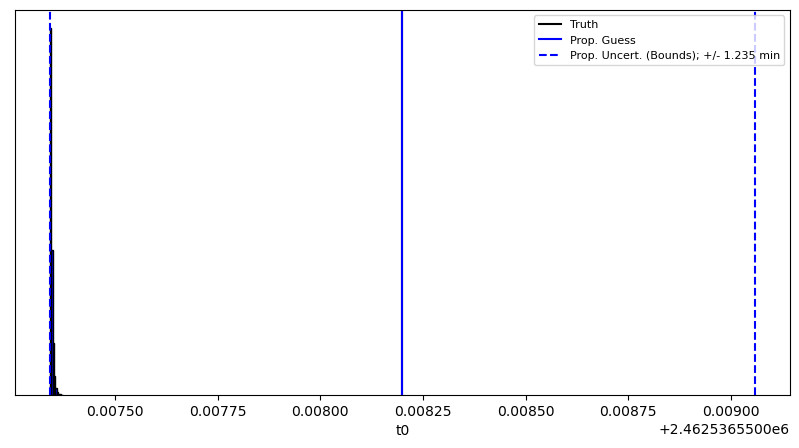 Truth
Prop. Guess
Prop. Uncert. (Bounds); +/- 1.235 min
0.00750 0.00775 0.00800 0.00825 0.00850 0.00875 0.00900
t0
+2.4625365500e6